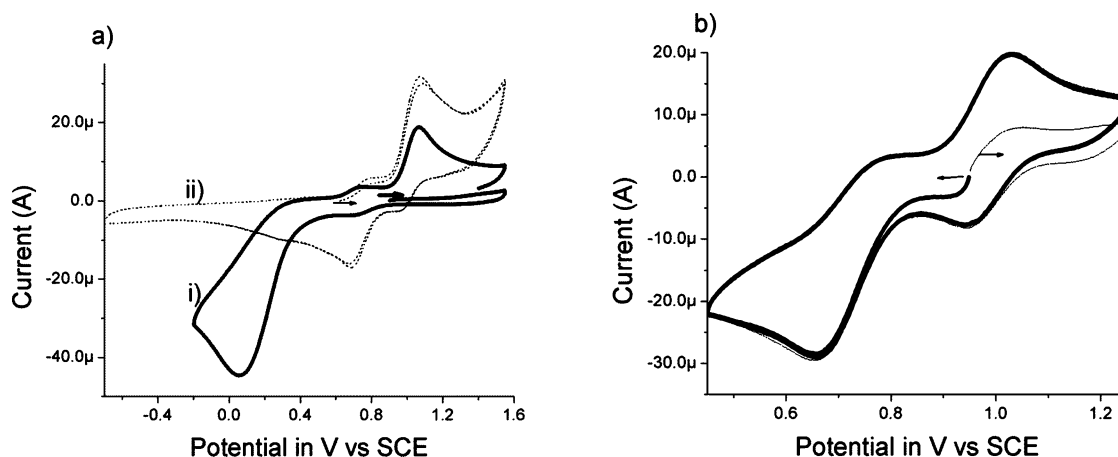 a)
20.0µ
0.0
-20.0µ
-40.0µ
Current (A)
ii)
i)
-0.4 0.0 0.4 0.8 1.2 1.6
Potential in V vs SCE
b)
20.0µ
10.0µ
0.0
-10.0µ
-20.0µ
-30.0µ
Current (A)
0.6 0.8 1.0 1.2
Potential in V vs SCE